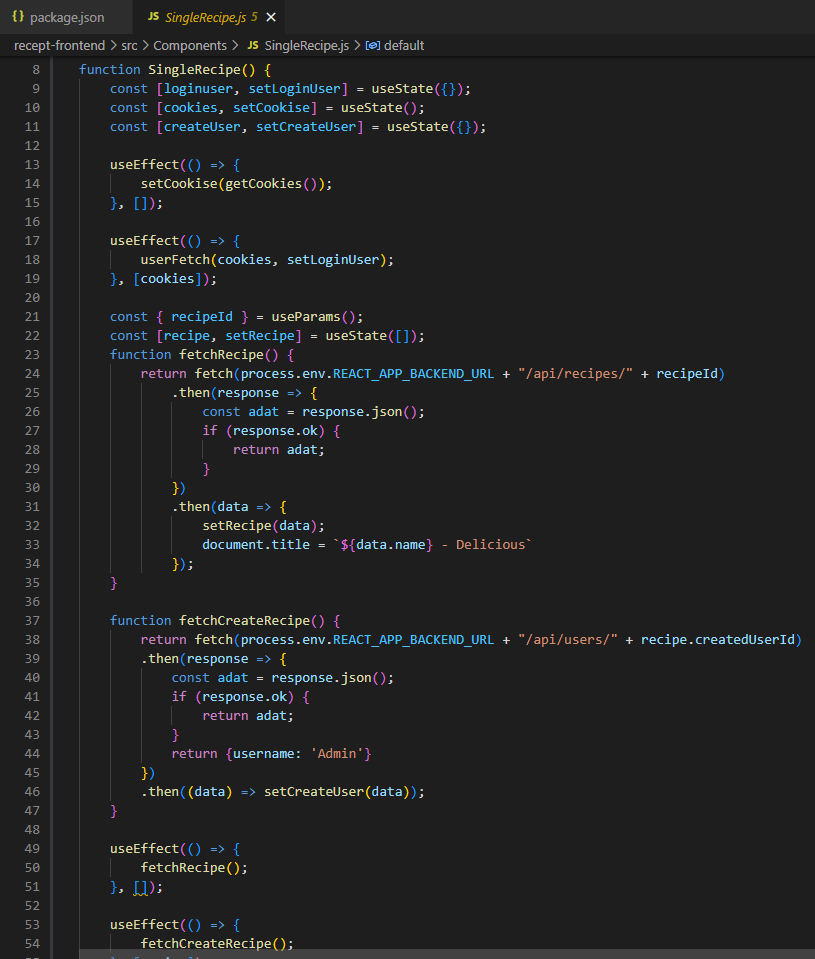 {} package.json JS SingleRecipe.js 5 ✕
recept-frontend > src > Components > JS SingleRecipe.js > default
8 function SingleRecipe() {
9 const [loginuser, setLoginUser] = useState({});
10 const [cookies, setCookise] = useState();
11 const [createUser, setCreateUser] = useState({});
12
13 useEffect(() => {
14 setCookise(getCookies());
15 }, []);
16
17 useEffect(() => {
18 userFetch(cookies, setLoginUser);
19 }, [cookies]);
20
21 const { recipeId } = useParams();
22 const [recipe, setRecipe] = useState([]);
23 function fetchRecipe() {
24 return fetch(process.env.REACT_APP_BACKEND_URL + "/api/recipes/" + recipeId)
25 .then(response => {
26 const adat = response.json();
27 if (response.ok) {
28 return adat;
29 }
30 })
31 .then(data => {
32 setRecipe(data);
33 document.title = `${data.name} - Delicious`
34 });
35 }
36
37 function fetchCreateRecipe() {
38 return fetch(process.env.REACT_APP_BACKEND_URL + "/api/users/" + recipe.createdUserId)
39 .then(response => {
40 const adat = response.json();
41 if (response.ok) {
42 return adat;
43 }
44 return {username: 'Admin'}
45 })
46 .then((data) => setCreateUser(data));
47 }
48
49 useEffect(() => {
50 fetchRecipe();
51 }, []);
52
53 useEffect(() => {
54 fetchCreateRecipe();